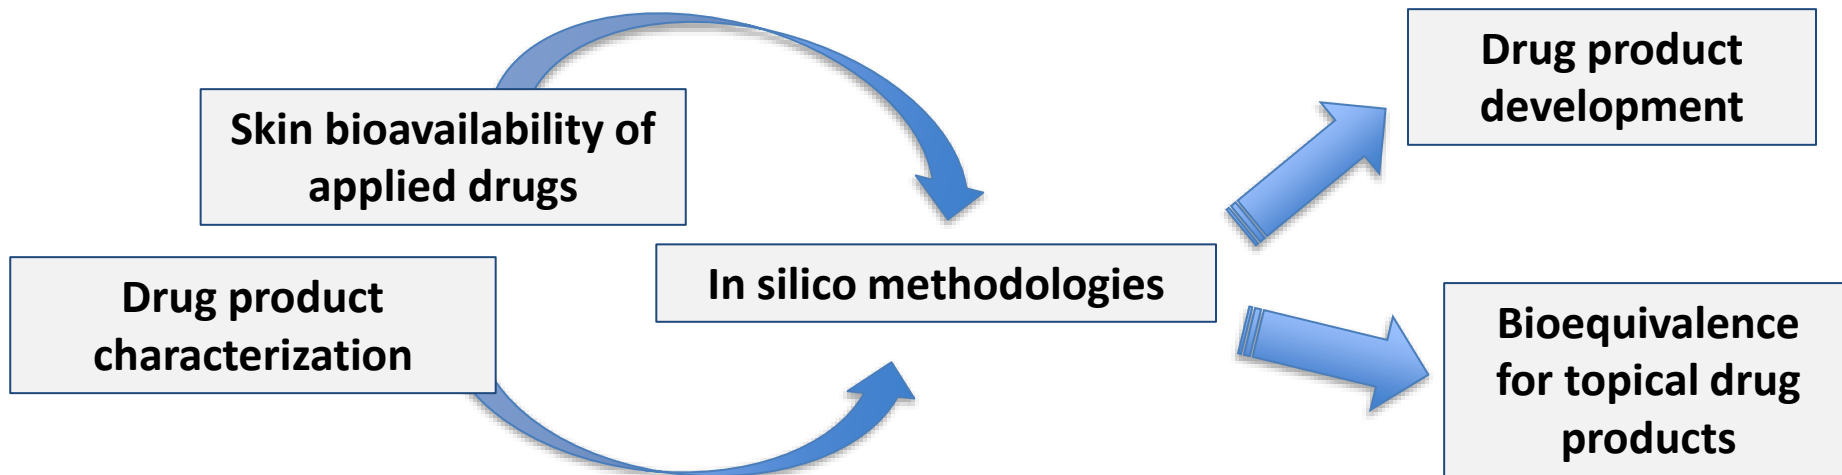 Skin bioavailability of
applied drugs
Drug product
characterization
In silico methodologies
Drug product
development
Bioequivalence
for topical drug
products